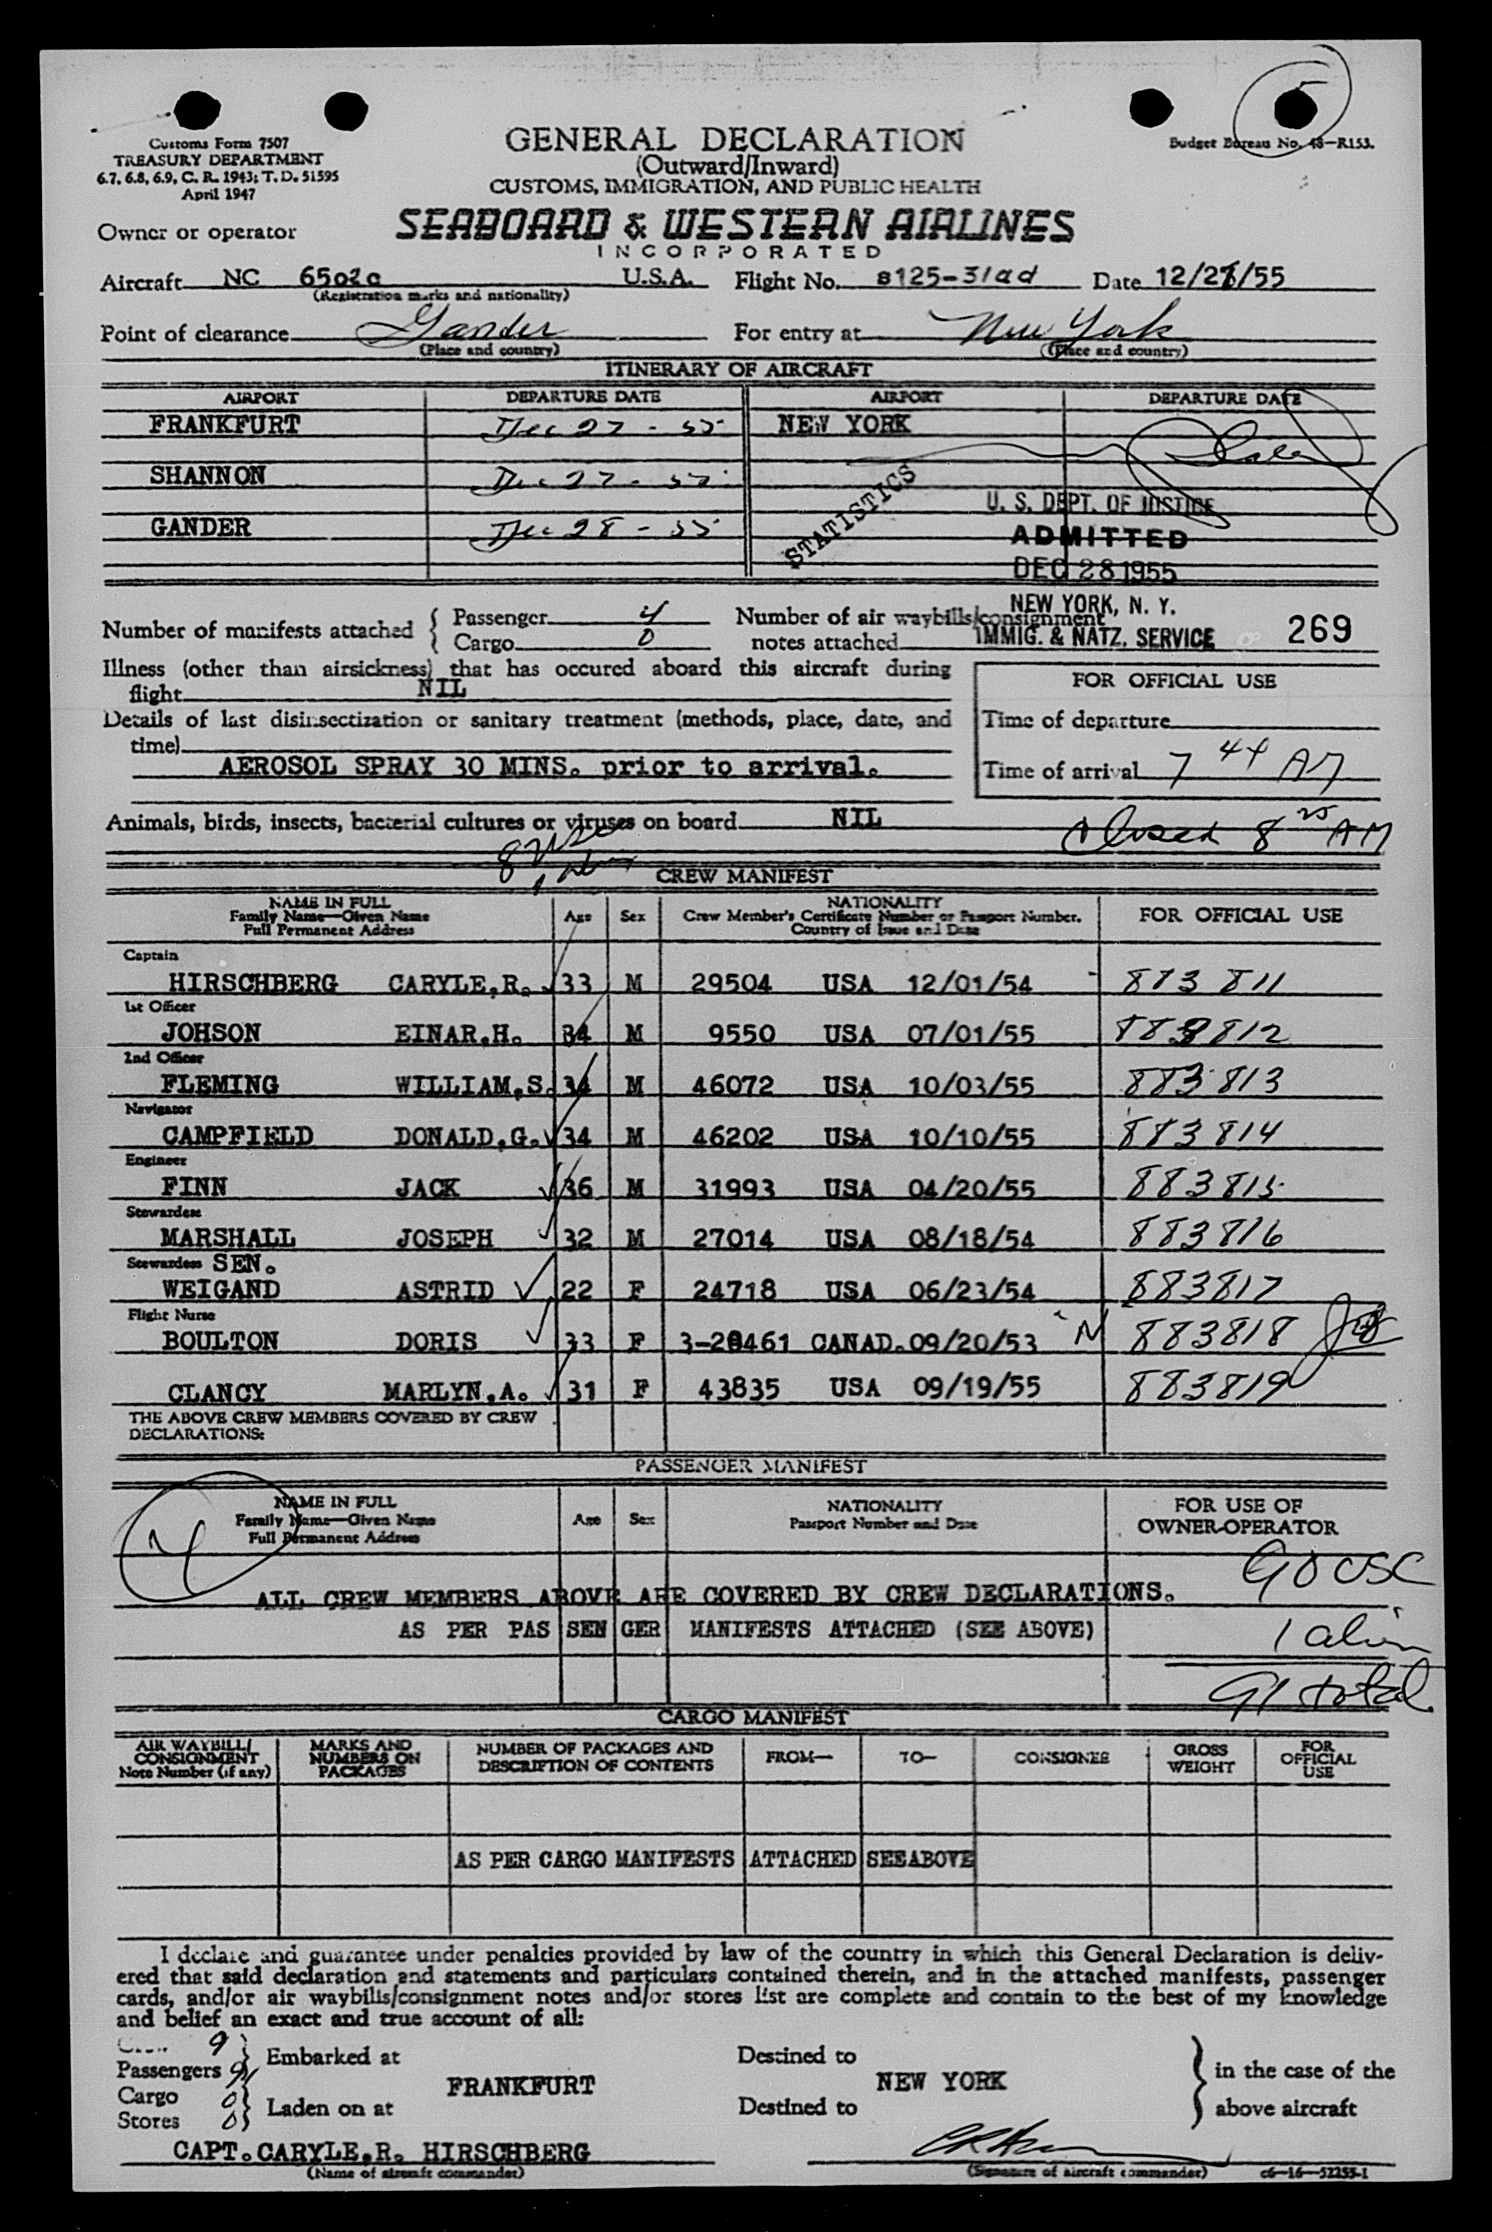 5
Customs Form 7507
TREASURY DEPARTMENT
6.7, 6.8, 6.9, C. R. 1943; T. D. 51595
April 1947
GENERAL DECLARATION
(Outward/Inward)
CUSTOMS, IMMIGRATION, AND PUBLIC HEALTH
Budget Bureau No. 48—R153.
Owner or operator SEABOARD & WESTERN AIRLINES
INCORPORATED
Aircraft NC 6502c U.S.A. Flight No. s125-31ad Date 12/28/55
(Registration marks and nationality)
Point of clearance Gander For entry at New York
(Place and country) (Place and country)
ITINERARY OF AIRCRAFT
AIRPORT DEPARTURE DATE AIRPORT DEPARTURE DATE
FRANKFURT Dec 27 - 55 NEW YORK
SHANNON Dec 27 - 55
GANDER Dec 28 - 55
STATISTICS
U. S. DEPT. OF JUSTICE
ADMITTED
DEC 28 1955
NEW YORK, N. Y.
IMMIG. & NATZ. SERVICE 269
Number of manifests attached { Passenger 4 Number of air waybills/consignment
Cargo 0 notes attached
Illness (other than airsickness) that has occured aboard this aircraft during
flight NIL
FOR OFFICIAL USE
Details of last disinsectization or sanitary treatment (methods, place, date, and
time)
Time of departure
AEROSOL SPRAY 30 MINS. prior to arrival.
Time of arrival 7 44 AM
Animals, birds, insects, bacterial cultures or viruses on board NIL
Closed 8 25 AM
8 USC
1 alien
CREW MANIFEST
NAME IN FULL
Family Name—Given Name
Full Permanent Address
Age Sex
NATIONALITY
Crew Member's Certificate Number or Passport Number.
Country of Issue and Date
FOR OFFICIAL USE
Captain
HIRSCHBERG CARYLE,R. 33 M 29504 USA 12/01/54 883 811
1st Officer
JOHSON EINAR,H. 34 M 9550 USA 07/01/55 883812
2nd Officer
FLEMING WILLIAM,S. 34 M 46072 USA 10/03/55 883 813
Navigator
CAMPFIELD DONALD,G. 34 M 46202 USA 10/10/55 883 814
Engineer
FINN JACK 36 M 31993 USA 04/20/55 883815
Stewardess
MARSHALL JOSEPH 32 M 27014 USA 08/18/54 883816
Stewardess SEN.
WEIGAND ASTRID 22 F 24718 USA 06/23/54 883817
Flight Nurse
BOULTON DORIS 33 F 3-20461 CANAD. 09/20/53 N 883818
CLANCY MARLYN,A. 31 F 43835 USA 09/19/55 883819
THE ABOVE CREW MEMBERS COVERED BY CREW
DECLARATIONS:
PASSENGER MANIFEST
4
NAME IN FULL
Family Name—Given Name
Full Permanent Address
Age Sex
NATIONALITY
Passport Number and Date
FOR USE OF
OWNER-OPERATOR
90 USC
ALL CREW MEMBERS ABOVE ARE COVERED BY CREW DECLARATIONS.
AS PER PASSENGER MANIFESTS ATTACHED (SEE ABOVE)
1 alien
91 total
CARGO MANIFEST
AIR WAYBILL/
CONSIGNMENT
Note Number (if any)
MARKS AND
NUMBERS ON
PACKAGES
NUMBER OF PACKAGES AND
DESCRIPTION OF CONTENTS
FROM— TO— CONSIGNEE
GROSS
WEIGHT
FOR
OFFICIAL
USE
AS PER CARGO MANIFESTS ATTACHED SEEABOVE
I declare and guarantee under penalties provided by law of the country in which this General Declaration is deliv-
ered that said declaration and statements and particulars contained therein, and in the attached manifests, passenger
cards, and/or air waybills/consignment notes and/or stores list are complete and contain to the best of my knowledge
and belief an exact and true account of all:
Crew 9
Passengers 91 } Embarked at FRANKFURT Destined to NEW YORK } in the case of the
Cargo 0
Stores 0 } Laden on at Destined to above aircraft
CAPT. CARYLE,R. HIRSCHBERG
(Name of aircraft commander) (Signature of aircraft commander) c6—16—52255-1